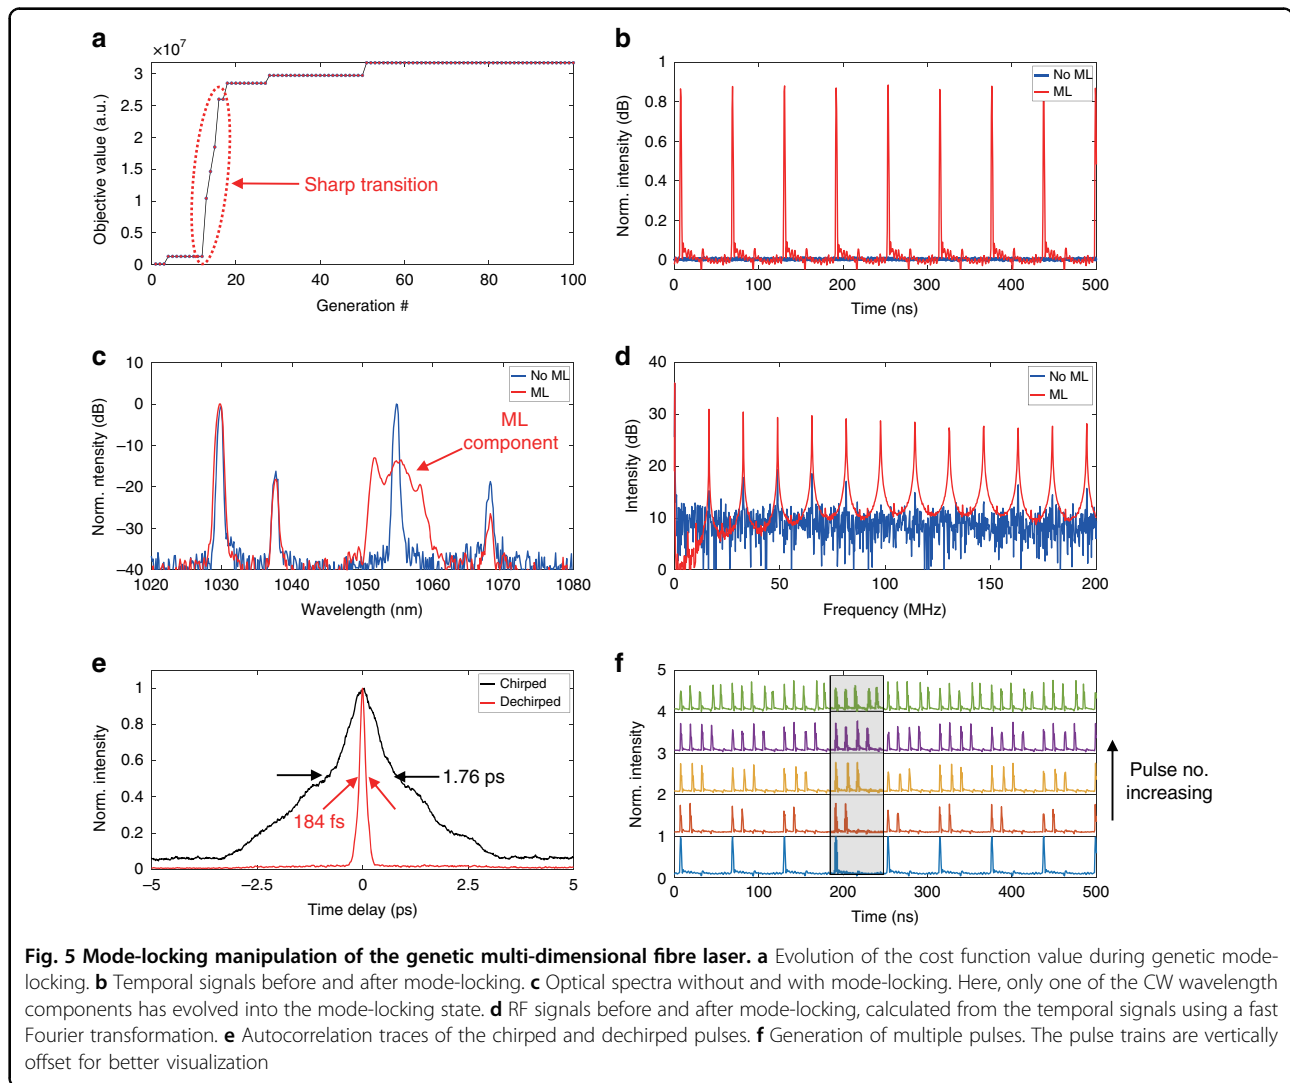 a
×10⁷
3
2.5
2
1.5
1
0.5
0
0 20 40 60 80 100
Objective value (a.u.)
Generation #
Sharp transition
b
1
0.8
0.6
0.4
0.2
0
0 100 200 300 400 500
Norm. intensity (dB)
Time (ns)
No ML
ML
c
10
0
−10
−20
−30
−40
1020 1030 1040 1050 1060 1070 1080
Norm. ntensity (dB)
Wavelength (nm)
No ML
ML
ML
component
d
40
30
20
10
0
0 50 100 150 200
Intensity (dB)
Frequency (MHz)
No ML
ML
e
1
0.8
0.6
0.4
0.2
0
−5 −2.5 0 2.5 5
Norm. intensity
Time delay (ps)
Chirped
Dechirped
1.76 ps
184 fs
f
5
4
3
2
1
0
0 100 200 300 400 500
Norm. intensity
Time (ns)
Pulse no.
increasing
Fig. 5 Mode-locking manipulation of the genetic multi-dimensional fibre laser. a Evolution of the cost function value during genetic mode-
locking. b Temporal signals before and after mode-locking. c Optical spectra without and with mode-locking. Here, only one of the CW wavelength
components has evolved into the mode-locking state. d RF signals before and after mode-locking, calculated from the temporal signals using a fast
Fourier transformation. e Autocorrelation traces of the chirped and dechirped pulses. f Generation of multiple pulses. The pulse trains are vertically
offset for better visualization